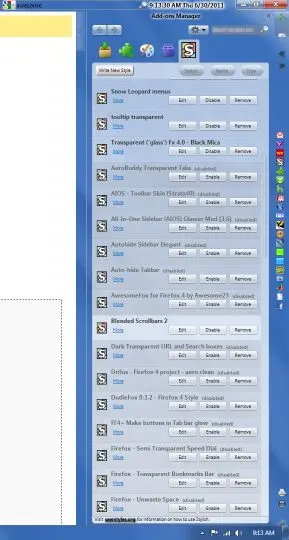 awesome
9:13:30 AM Thu 6/30/2011
Add-ons Manager
Write New Style
Status
Name
Type
Snow Leopard menus
More
Edit
Disable
Remove
tooltip transparent
More
Edit
Disable
Remove
Transparent ('glass') Fx 4.0 - Black Mica
More
Edit
Disable
Remove
AeroBuddy Transparent Tabs (disabled)
More
Edit
Enable
Remove
AIOS - Toolbar Skin (Strata40) (disabled)
More
Edit
Enable
Remove
All-In-One Sidebar (AIOS) Glasser Mod [3.6] (disabled)
More
Edit
Enable
Remove
Autohide Sidebar Elegant (disabled)
More
Edit
Enable
Remove
Auto-hide Tabbar (disabled)
More
Edit
Enable
Remove
AwesomeFox for Firefox 4 by Awesome23 (disabled)
More
Edit
Enable
Remove
Blended Scrollbars 2
More
Edit
Disable
Remove
Dark Transparent URL and Search boxes (disabled)
More
Edit
Enable
Remove
Drifus - Firefox 4 project - aero clean (disabled)
More
Edit
Enable
Remove
DudleFox 0.3.2 - Firefox 4 Style (disabled)
More
Edit
Enable
Remove
FF4+ Make buttons in Tab bar glow (disabled)
More
Edit
Enable
Remove
Firefox - Semi Transparent Speed Dial (disabled)
More
Edit
Enable
Remove
Firefox - Transparent Bookmarks Bar (disabled)
More
Edit
Enable
Remove
Firefox - Unwaste Space (disabled)
More
Edit
Enable
Remove
Visit userstyles.org for information on how to use Stylish
9:13 AM